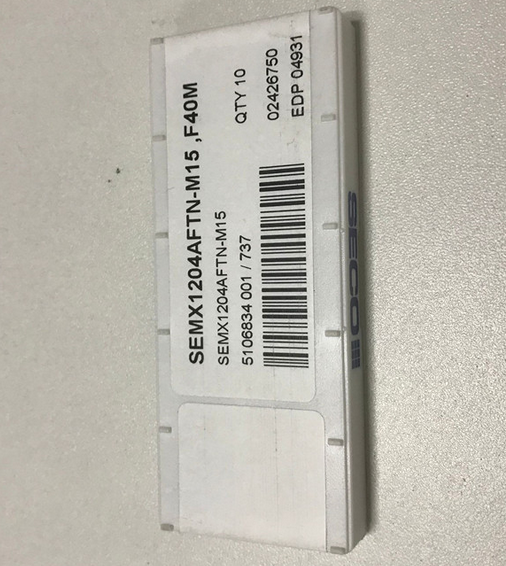 SEMX1204AFTN-M15 ,F40M
SEMX1204AFTN-M15
QTY 10
5106834 001 / 737
02426750
EDP 04931
SECO